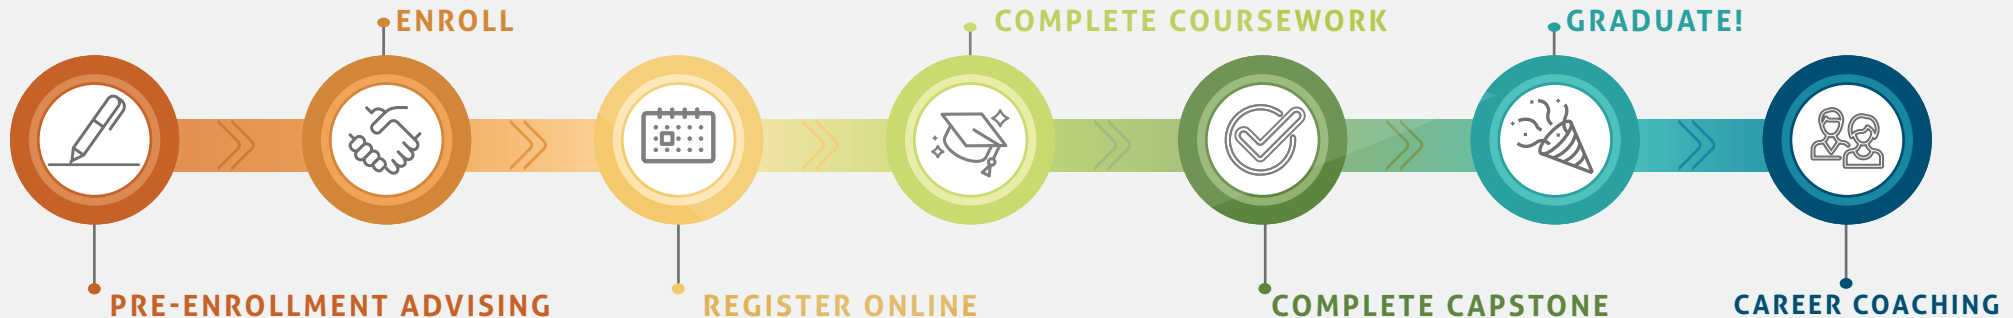 ENROLL
COMPLETE COURSEWORK
GRADUATE!
PRE-ENROLLMENT ADVISING
REGISTER ONLINE
COMPLETE CAPSTONE
CAREER COACHING